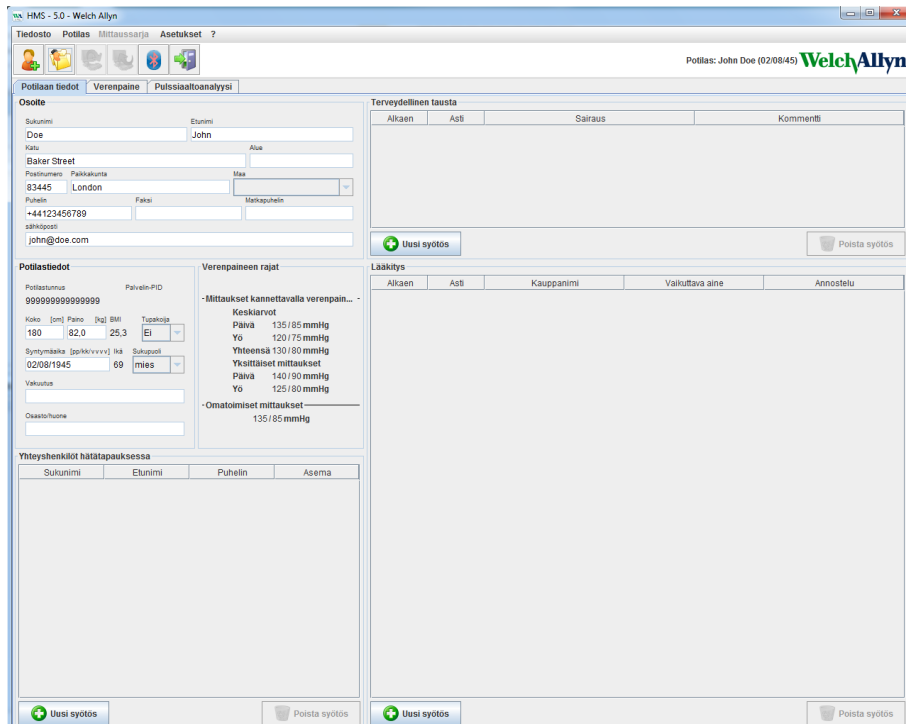 HMS - 5.0 - Welch Allyn
Tiedosto Potilas Mittaussarja Asetukset ?
Potilas: John Doe (02/08/45) WelchAllyn
Potilaan tiedot Verenpaine Pulssiaaltoanalyysi
Osoite
Sukunimi Etunimi
Doe John
Katu Alue
Baker Street
Postinumero Paikkakunta Maa
83445 London
Puhelin Faksi Matkapuhelin
+44123456789
sähköposti
john@doe.com
Terveydellinen tausta
Alkaen Asti Sairaus Kommentti
Uusi syötös Poista syötös
Potilastiedot
Potilastunnus Palvelin-PID
999999999999999
Koko [cm] Paino [kg] BMI Tupakoija
180 82,0 25,3 Ei
Syntymäaika [pp/kk/vvvv] Ikä Sukupuoli
02/08/1945 69 mies
Vakuutus
Osasto/huone
Verenpaineen rajat
Mittaukset kannettavalla verenpain...
Keskiarvot
Päivä 135/85 mmHg
Yö 120/75 mmHg
Yhteensä 130/80 mmHg
Yksittäiset mittaukset
Päivä 140/90 mmHg
Yö 125/80 mmHg
Omatoimiset mittaukset
135/85 mmHg
Lääkitys
Alkaen Asti Kauppanimi Vaikuttava aine Annostelu
Yhteyshenkilöt hätätapauksessa
Sukunimi Etunimi Puhelin Asema
Uusi syötös Poista syötös
Uusi syötös Poista syötös